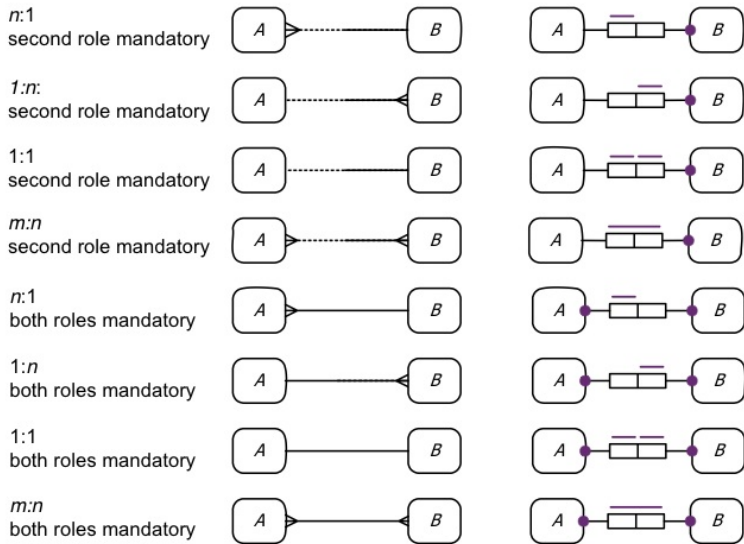 n:1
second role mandatory
A B A B
1:n:
second role mandatory
A B A B
1:1
second role mandatory
A B A B
m:n
second role mandatory
A B A B
n:1
both roles mandatory
A B A B
1:n
both roles mandatory
A B A B
1:1
both roles mandatory
A B A B
m:n
both roles mandatory
A B A B